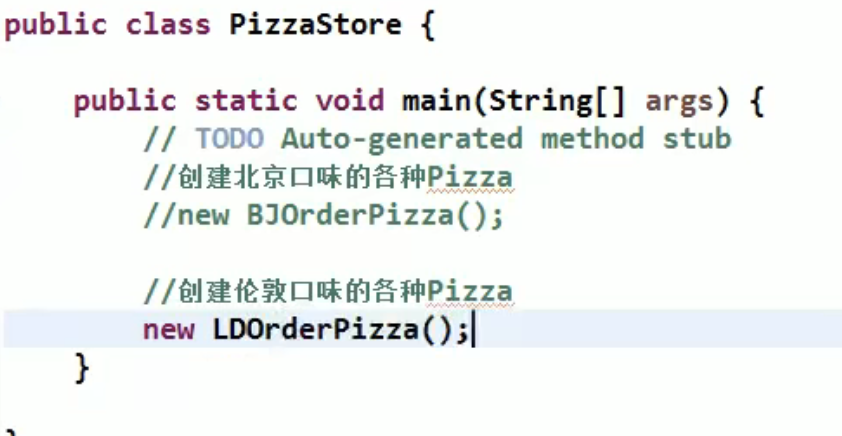 public class PizzaStore {
public static void main(String[] args) {
// TODO Auto-generated method stub
//创建北京口味的各种Pizza
//new BJOrderPizza();
//创建伦敦口味的各种Pizza
new LDOrderPizza();
}
}